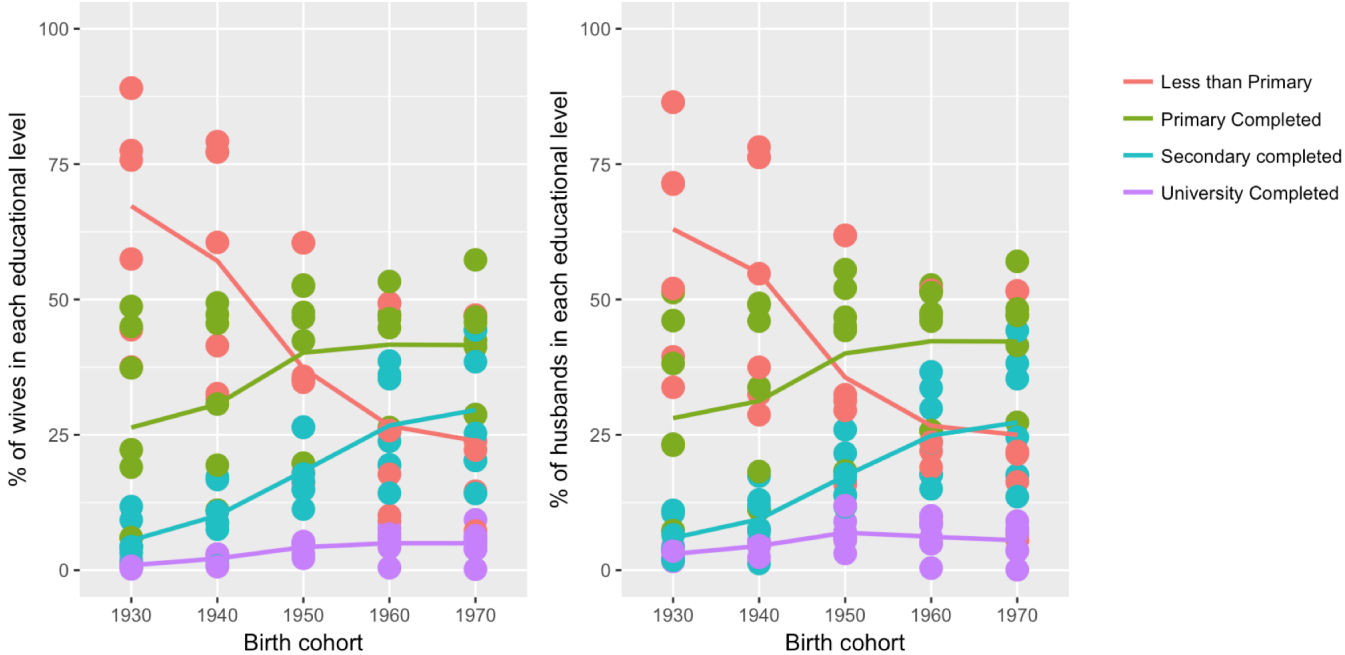 % of wives in each educational level
100
75
50
25
0
1930 1940 1950 1960 1970
Birth cohort
% of husbands in each educational level
100
75
50
25
0
1930 1940 1950 1960 1970
Birth cohort
Less than Primary
Primary Completed
Secondary completed
University Completed